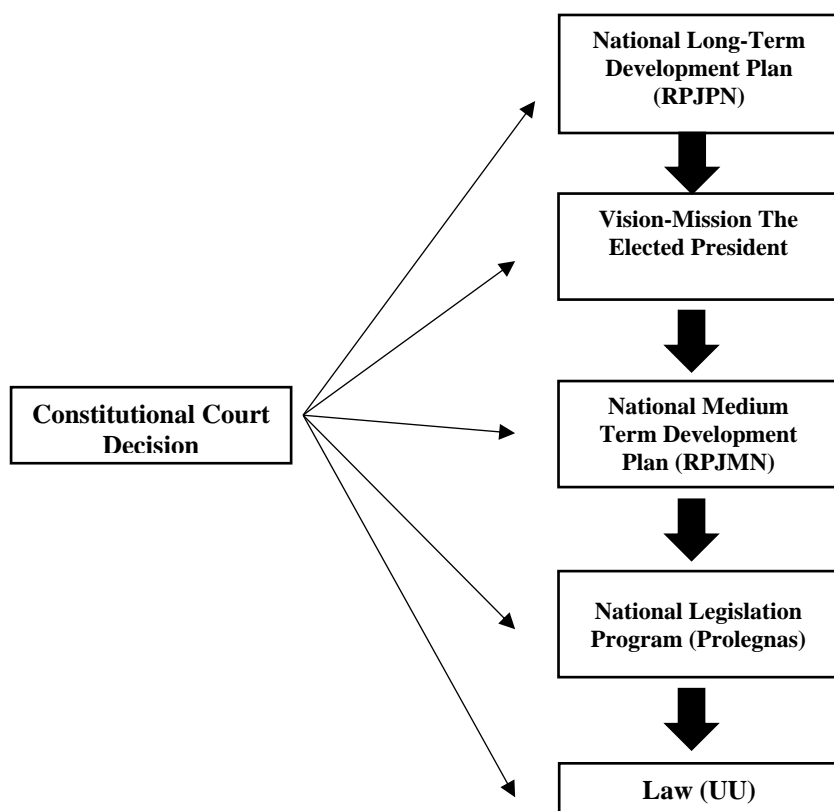 National Long-Term
Development Plan
(RPJPN)
Vision-Mission The
Elected President
Constitutional Court
Decision
National Medium
Term Development
Plan (RPJMN)
National Legislation
Program (Prolegnas)
Law (UU)